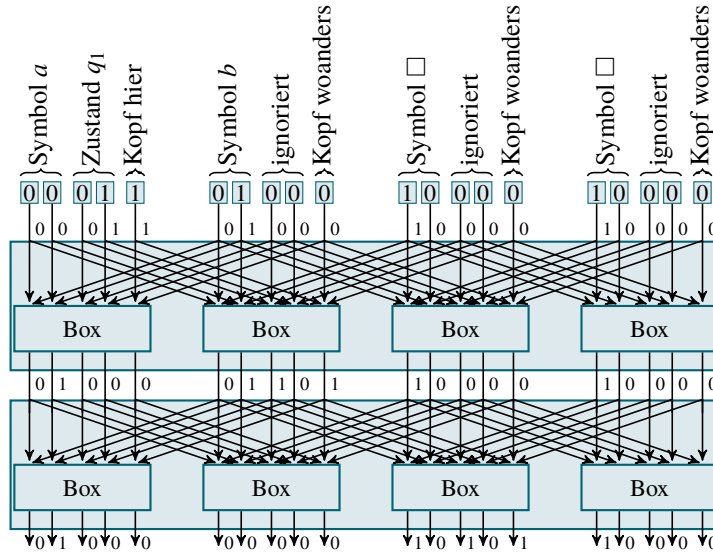 Symbol a Zustand q1 Kopf hier Symbol b ignoriert Kopf woanders Symbol □ ignoriert Kopf woanders Symbol □ ignoriert Kopf woanders
0 0 0 1 1 0 1 0 0 0 1 0 0 0 0 1 0 0 0 0
0 0 0 1 1 0 1 0 0 0 1 0 0 0 0 1 0 0 0 0
Box Box Box Box
0 1 0 0 0 0 1 1 0 1 1 0 0 0 0 1 0 0 0 0
Box Box Box Box
0 1 0 0 0 0 1 0 0 0 1 0 1 0 1 1 0 0 0 0